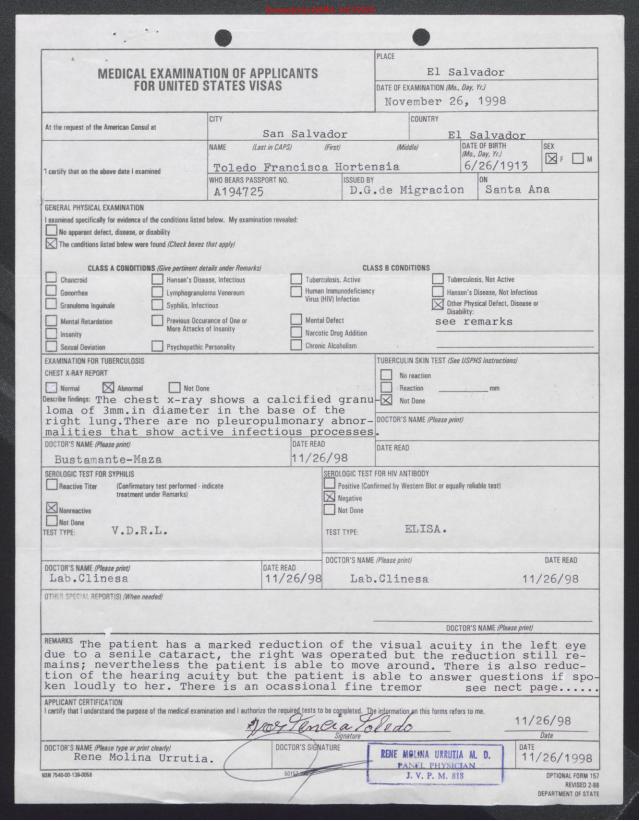 MEDICAL EXAMINATION OF APPLICANTS
FOR UNITED STATES VISAS
PLACE
El Salvador
DATE OF EXAMINATION (Mo., Day, Yr.)
November 26, 1998
At the request of the American Consul at
CITY
San Salvador
COUNTRY
El Salvador
I certify that on the above date I examined
NAME (Last in CAPS) (First) (Middle)
Toledo Francisca Hortensia
DATE OF BIRTH
(Mo., Day, Yr.)
6/26/1913
SEX
F M
WHO BEARS PASSPORT NO.
A194725
ISSUED BY
D.G.de Migracion
ON
Santa Ana
GENERAL PHYSICAL EXAMINATION
I examined specifically for evidence of the conditions listed below. My examination revealed:
No apparent defect, disease, or disability
The conditions listed below were found (Check boxes that apply)
CLASS A CONDITIONS (Give pertinent details under Remarks)
Chancroid
Gonorrhea
Granuloma Inguinale
Mental Retardation
Insanity
Sexual Deviation
Hansen's Disease, Infectious
Lymphogranuloma Venereum
Syphilis, Infectious
Previous Occurance of One or
More Attacks of Insanity
Psychopathic Personality
Tuberculosis, Active
Human Immunodeficiency
Virus (HIV) Infection
Mental Defect
Narcotic Drug Addition
Chronic Alcoholism
CLASS B CONDITIONS
Tuberculosis, Not Active
Hansen's Disease, Not Infectious
Other Physical Defect, Disease or
Disability:
see remarks
EXAMINATION FOR TUBERCULOSIS
CHEST X-RAY REPORT
Normal Abnormal Not Done
Describe findings: The chest x-ray shows a calcified granu-
loma of 3mm.in diameter in the base of the
right lung.There are no pleuropulmonary abnor-
malities that show active infectious processes.
TUBERCULIN SKIN TEST (See USPHS Instructions)
No reaction
Reaction mm
Not Done
DOCTOR'S NAME (Please print)
DOCTOR'S NAME (Please print)
Bustamante-Maza
DATE READ
11/26/98
DATE READ
SEROLOGIC TEST FOR SYPHILIS
Reactive Titer (Confirmatory test performed - indicate
treatment under Remarks)
Nonreactive
Not Done
TEST TYPE: V.D.R.L.
SEROLOGIC TEST FOR HIV ANTIBODY
Positive (Confirmed by Western Blot or equally reliable test)
Negative
Not Done
TEST TYPE: ELISA.
DOCTOR'S NAME (Please print)
Lab.Clinesa
DATE READ
11/26/98
DOCTOR'S NAME (Please print) DATE READ
Lab.Clinesa 11/26/98
OTHER SPECIAL REPORT(S) (When needed)
DOCTOR'S NAME (Please print)
REMARKS The patient has a marked reduction of the visual acuity in the left eye
due to a senile cataract, the right was operated but the reduction still re-
mains; nevertheless the patient is able to move around. There is also reduc-
tion of the hearing acuity but the patient is able to answer questions if spo-
ken loudly to her. There is an ocassional fine tremor see nect page......
APPLICANT CERTIFICATION
I certify that I understand the purpose of the medical examination and I authorize the required tests to be completed. The information on this forms refers to me.
Hortencia Toledo
Signature
11/26/98
Date
DOCTOR'S NAME (Please type or print clearly)
Rene Molina Urrutia.
DOCTOR'S SIGNATURE
RENE MOLINA URRUTIA M. D.
PANEL PHYSICIAN
J. V. P. M. 818
DATE
11/26/1998
NSN 7540-00-139-0058
OPTIONAL FORM 157
REVISED 2-88
DEPARTMENT OF STATE